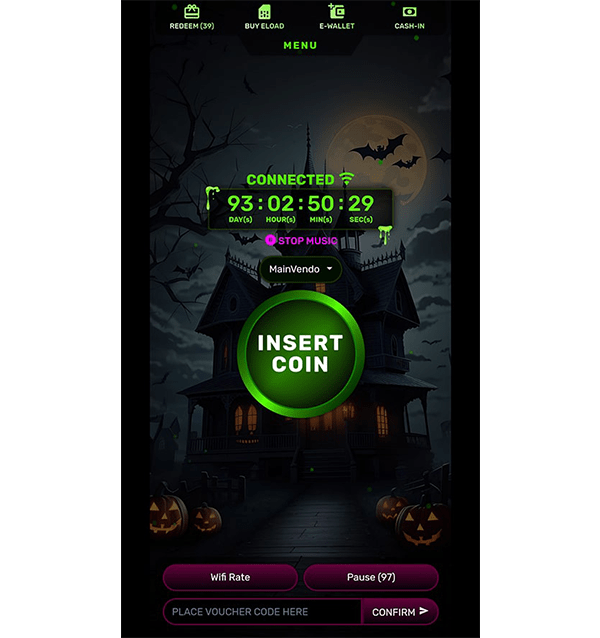 REDEEM (39) BUY ELOAD E-WALLET CASH-IN
MENU
CONNECTED
93 : 02 : 50 : 29
DAY(s) HOUR(s) MIN(s) SEC(s)
STOP MUSIC
MainVendo
INSERT
COIN
Wifi Rate Pause (97)
PLACE VOUCHER CODE HERE CONFIRM